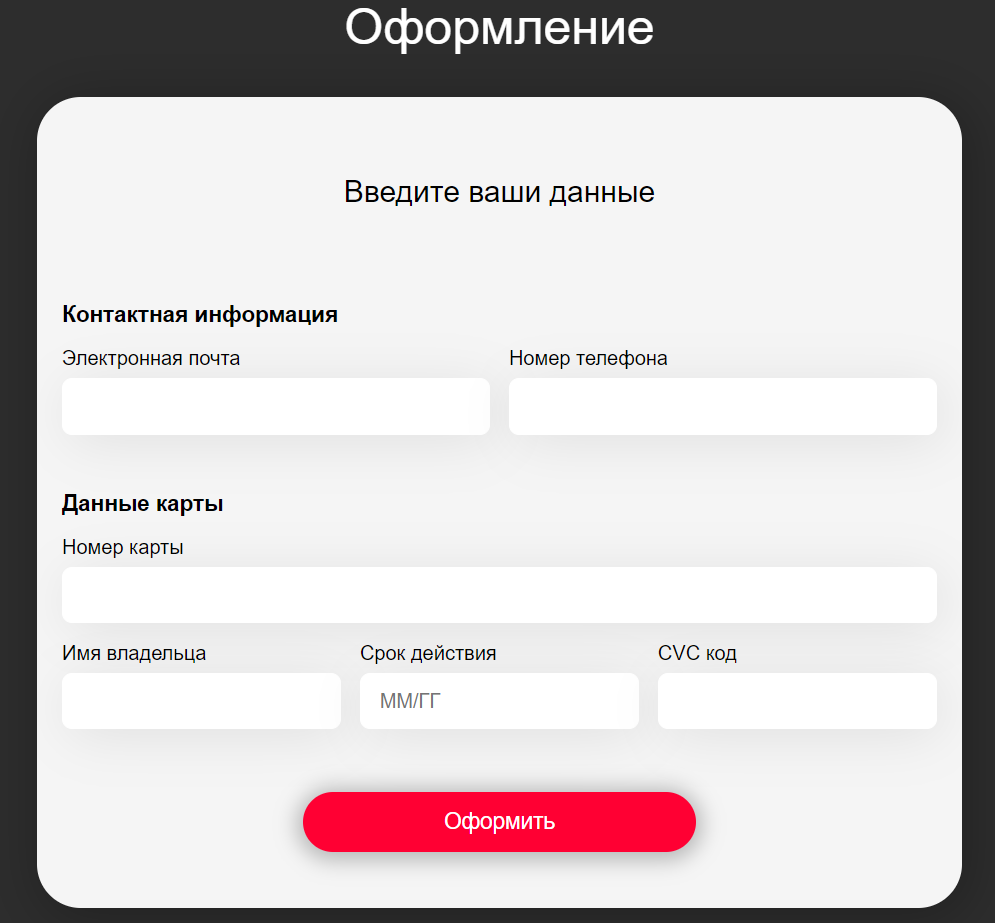 Оформление
Введите ваши данные
Контактная информация
Электронная почта
Номер телефона
Данные карты
Номер карты
Имя владельца
Срок действия
CVC код
ММ/ГГ
Оформить